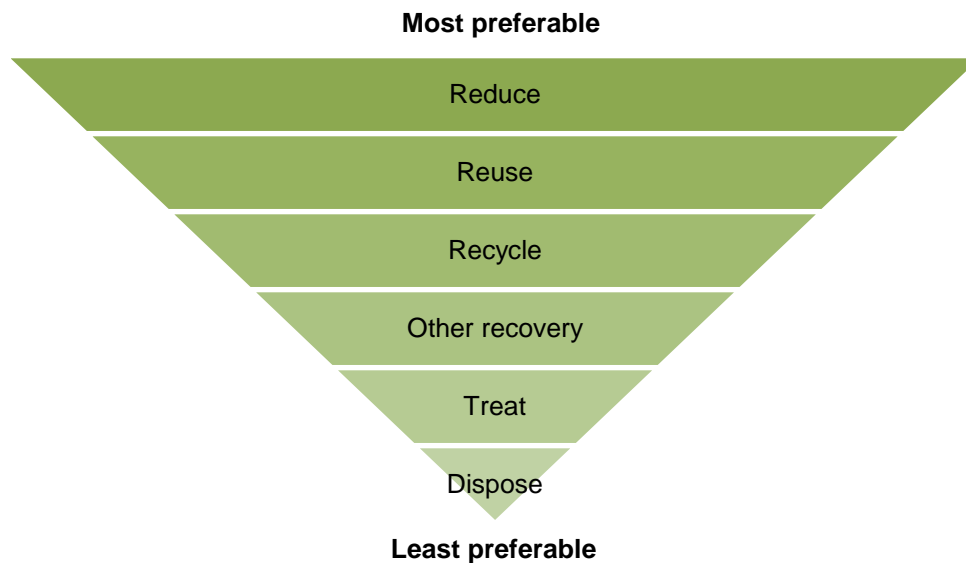 Most preferable
Reduce
Reuse
Recycle
Other recovery
Treat
Dispose
Least preferable